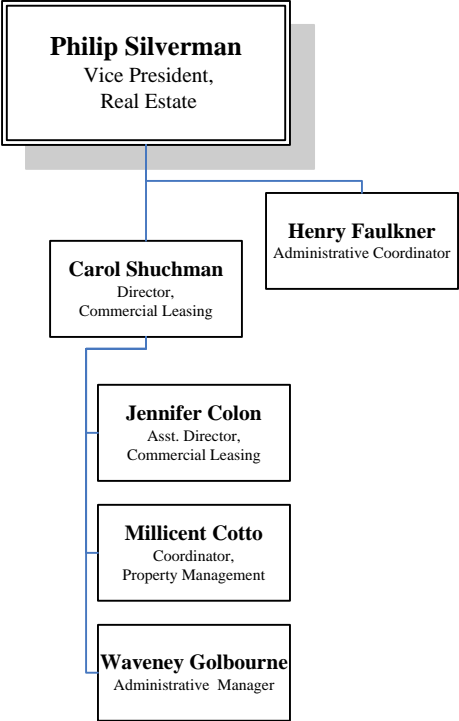 Philip Silverman
Vice President,
Real Estate
Henry Faulkner
Administrative Coordinator
Carol Shuchman
Director,
Commercial Leasing
Jennifer Colon
Asst. Director,
Commercial Leasing
Millicent Cotto
Coordinator,
Property Management
Waveney Golbourne
Administrative Manager